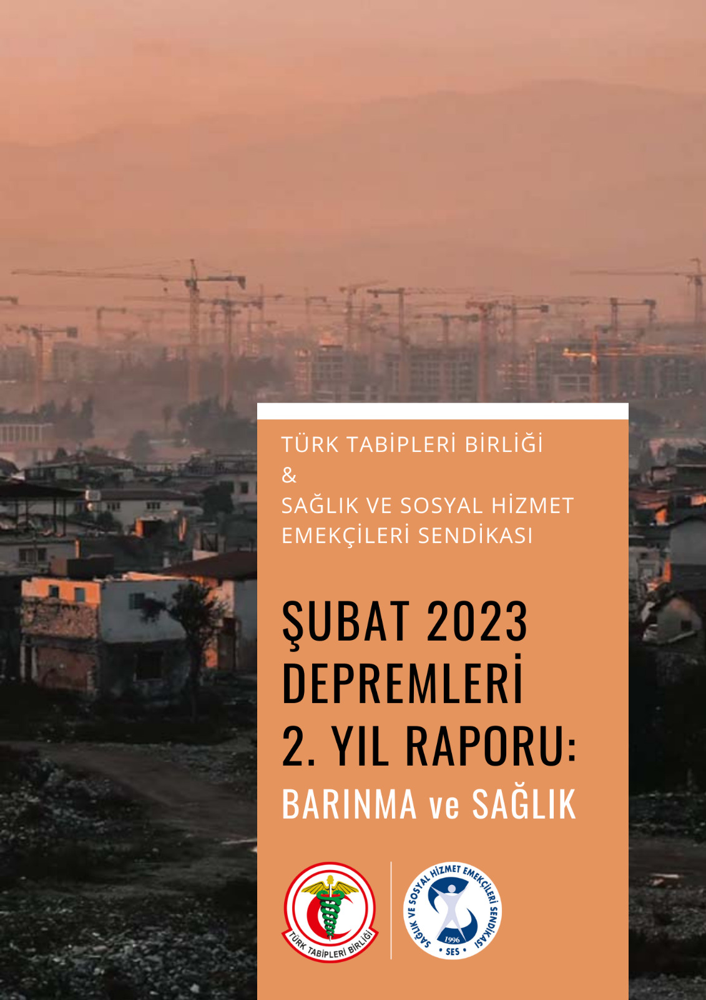 TÜRK TABİPLERİ BİRLİĞİ
&
SAĞLIK VE SOSYAL HİZMET
EMEKÇİLERİ SENDİKASI
ŞUBAT 2023
DEPREMLERİ
2. YIL RAPORU:
BARINMA ve SAĞLIK
TÜRK TABİPLERİ BİRLİĞİ
SAĞLIK VE SOSYAL HİZMET EMEKÇİLERİ SENDİKASI
1996
• SES •